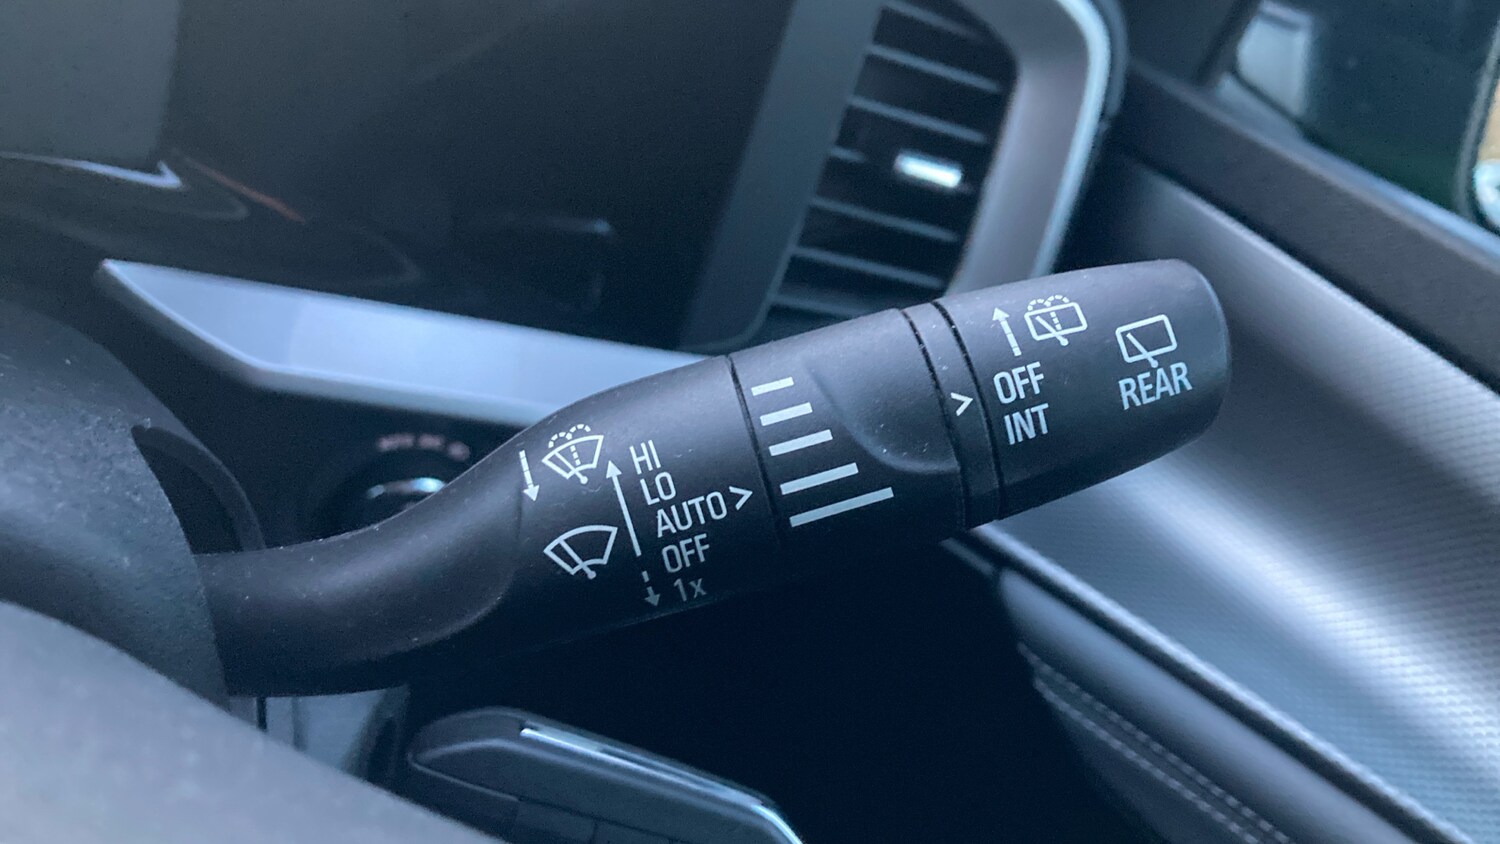 HI
LO
AUTO >
OFF
1x
>
OFF
INT
REAR